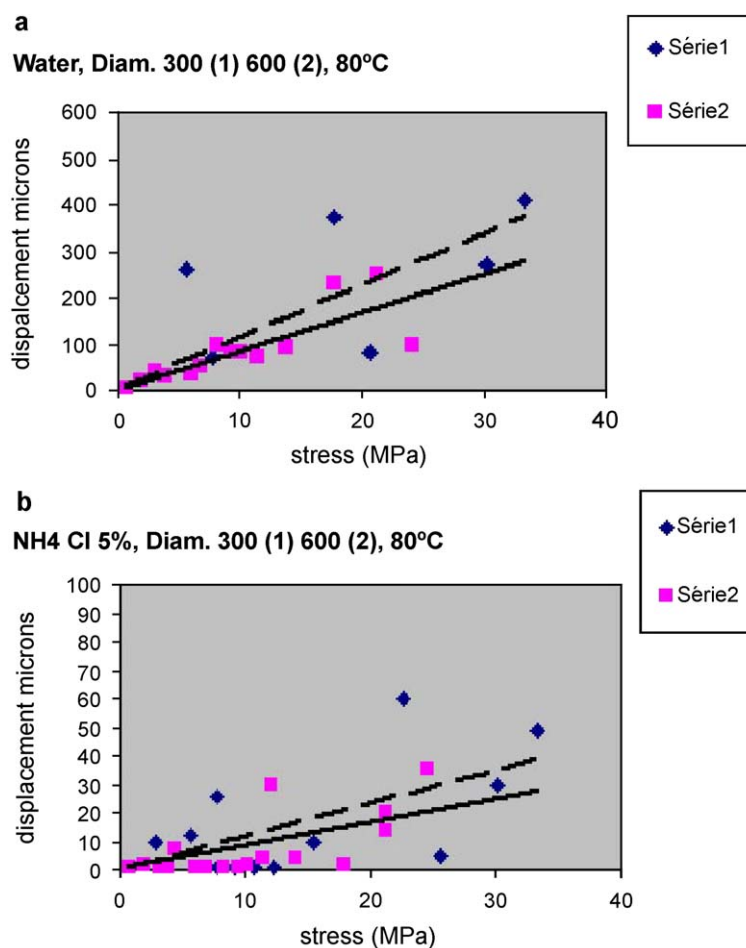 a
Water, Diam. 300 (1) 600 (2), 80ºC
Série1
Série2
600
500
400
300
200
100
0
dispalcement microns
0 10 20 30 40
stress (MPa)
b
NH4 Cl 5%, Diam. 300 (1) 600 (2), 80ºC
Série1
Série2
100
90
80
70
60
50
40
30
20
10
0
displacement microns
0 10 20 30 40
stress (MPa)